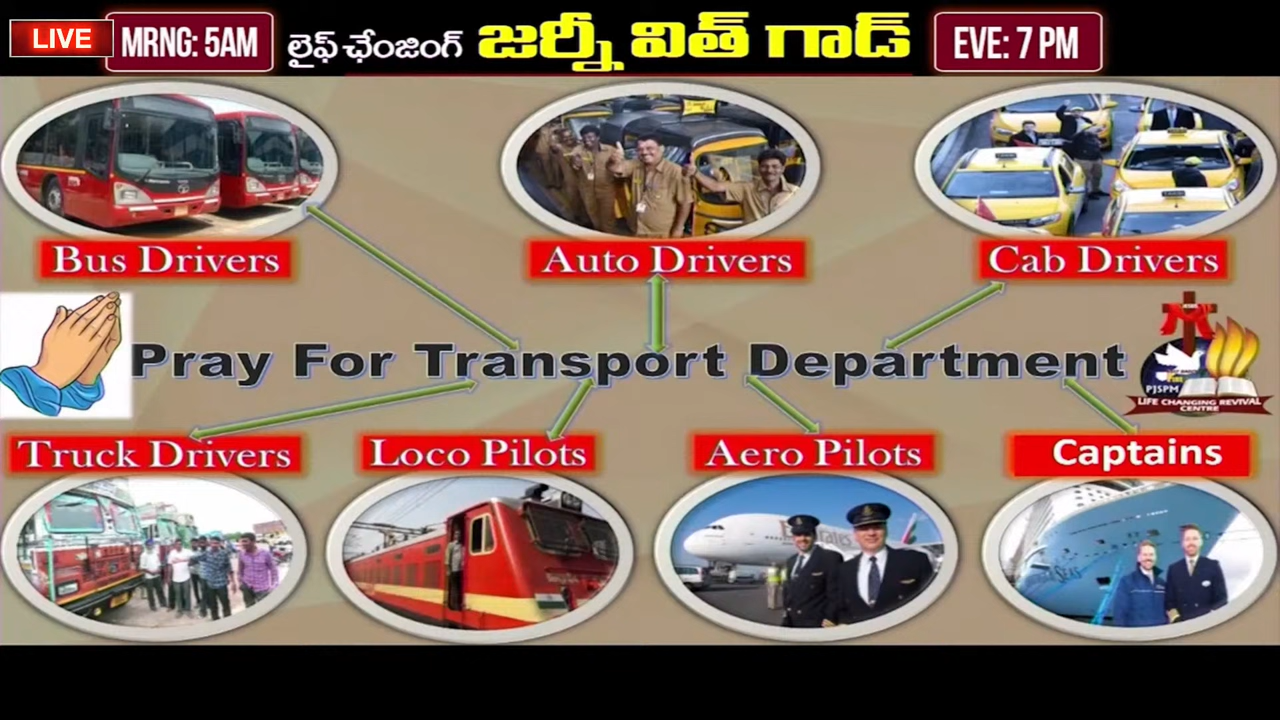 LIVE MRNG: 5AM లైఫ్ ఛేంజింగ్ జర్నీ విత్ గాడ్ EVE: 7 PM
Bus Drivers Auto Drivers Cab Drivers
Pray For Transport Department
PJSPM
LIFE CHANGING REVIVAL
CENTRE
Truck Drivers Loco Pilots Aero Pilots Captains